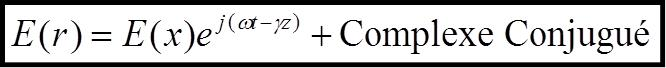 E(r) = E(x)e^{j(ωt−γz)} + Complexe Conjugué